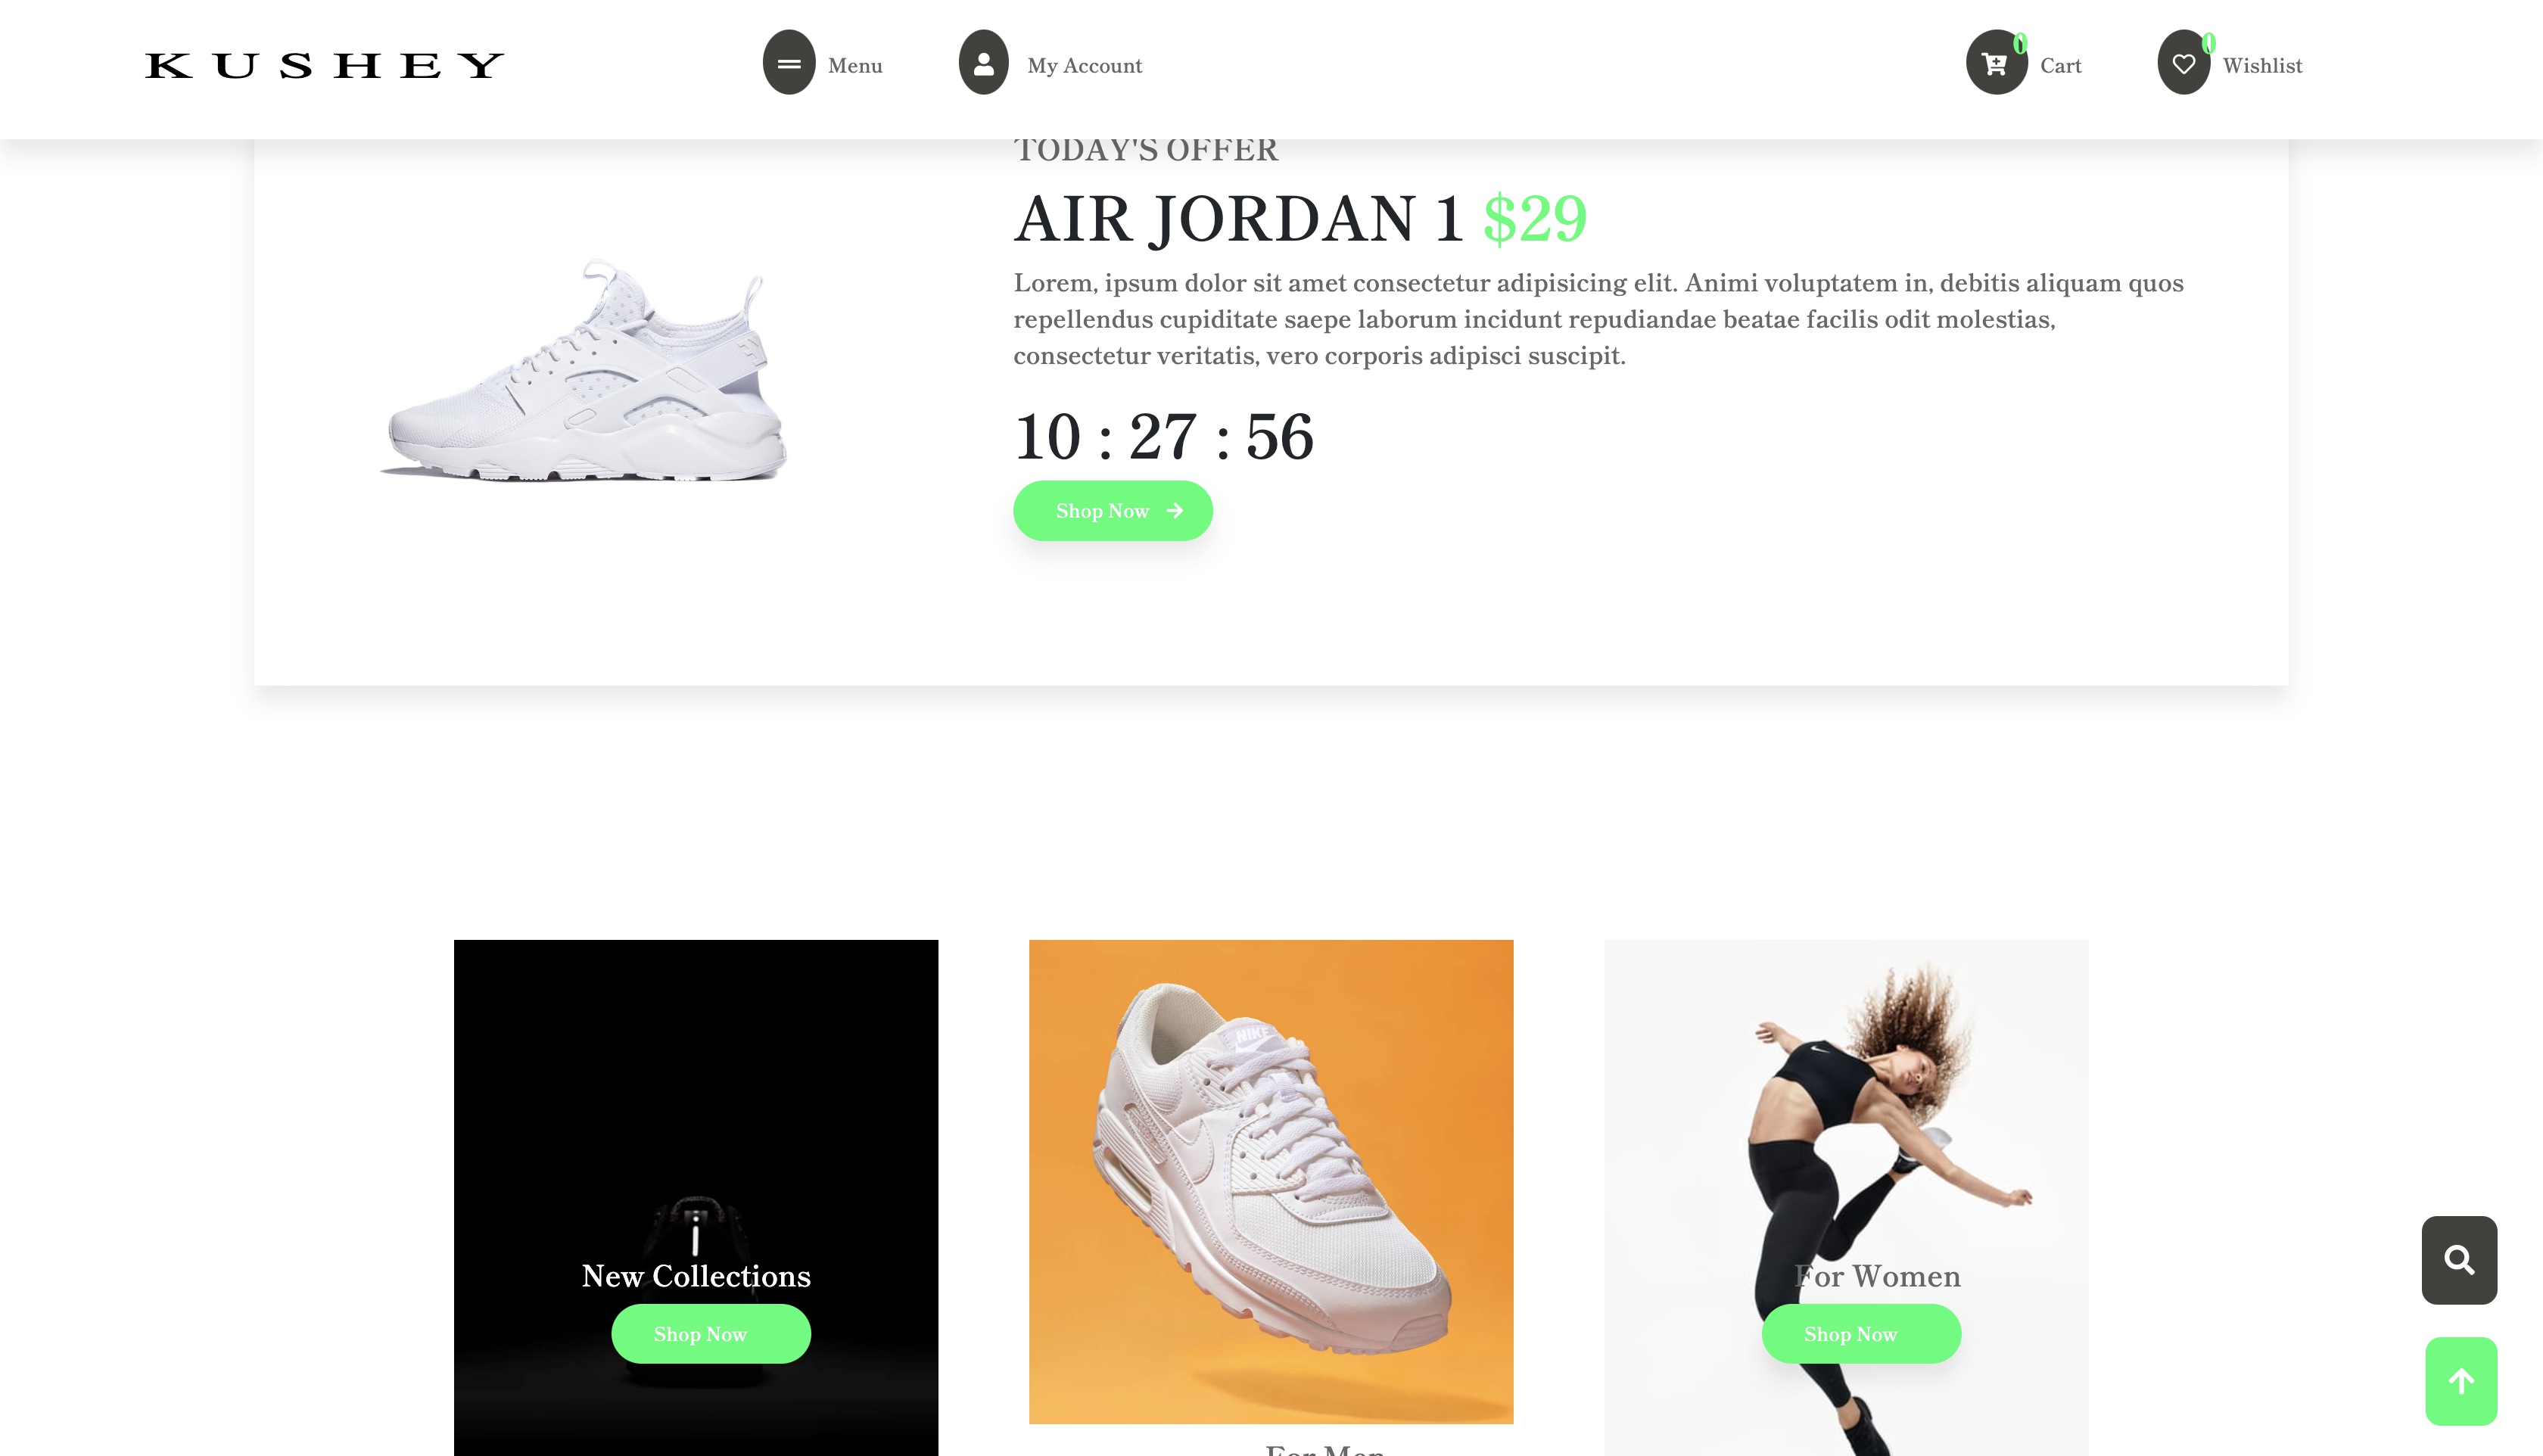 KUSHEY
Menu
My Account
0
Cart
0
Wishlist
TODAY'S OFFER
AIR JORDAN 1 $29
Lorem, ipsum dolor sit amet consectetur adipisicing elit. Animi voluptatem in, debitis aliquam quos
repellendus cupiditate saepe laborum incidunt repudiandae beatae facilis odit molestias,
consectetur veritatis, vero corporis adipisci suscipit.
10 : 27 : 56
Shop Now
NIKE
New Collections
Shop Now
For Women
Shop Now
For Men